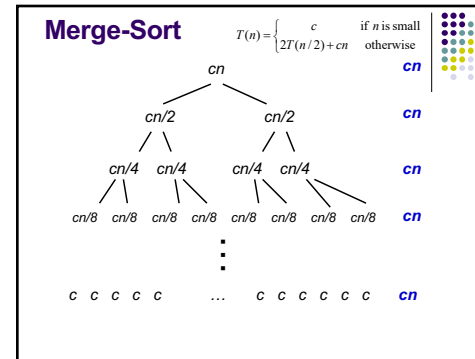 Merge-Sort
T(n) = { c if n is small
2T(n/2) + cn otherwise
cn cn
cn/2 cn/2 cn
cn/4 cn/4 cn/4 cn/4 cn
cn/8 cn/8 cn/8 cn/8 cn/8 cn/8 cn/8 cn/8 cn
⋮
c c c c c … c c c c c c cn